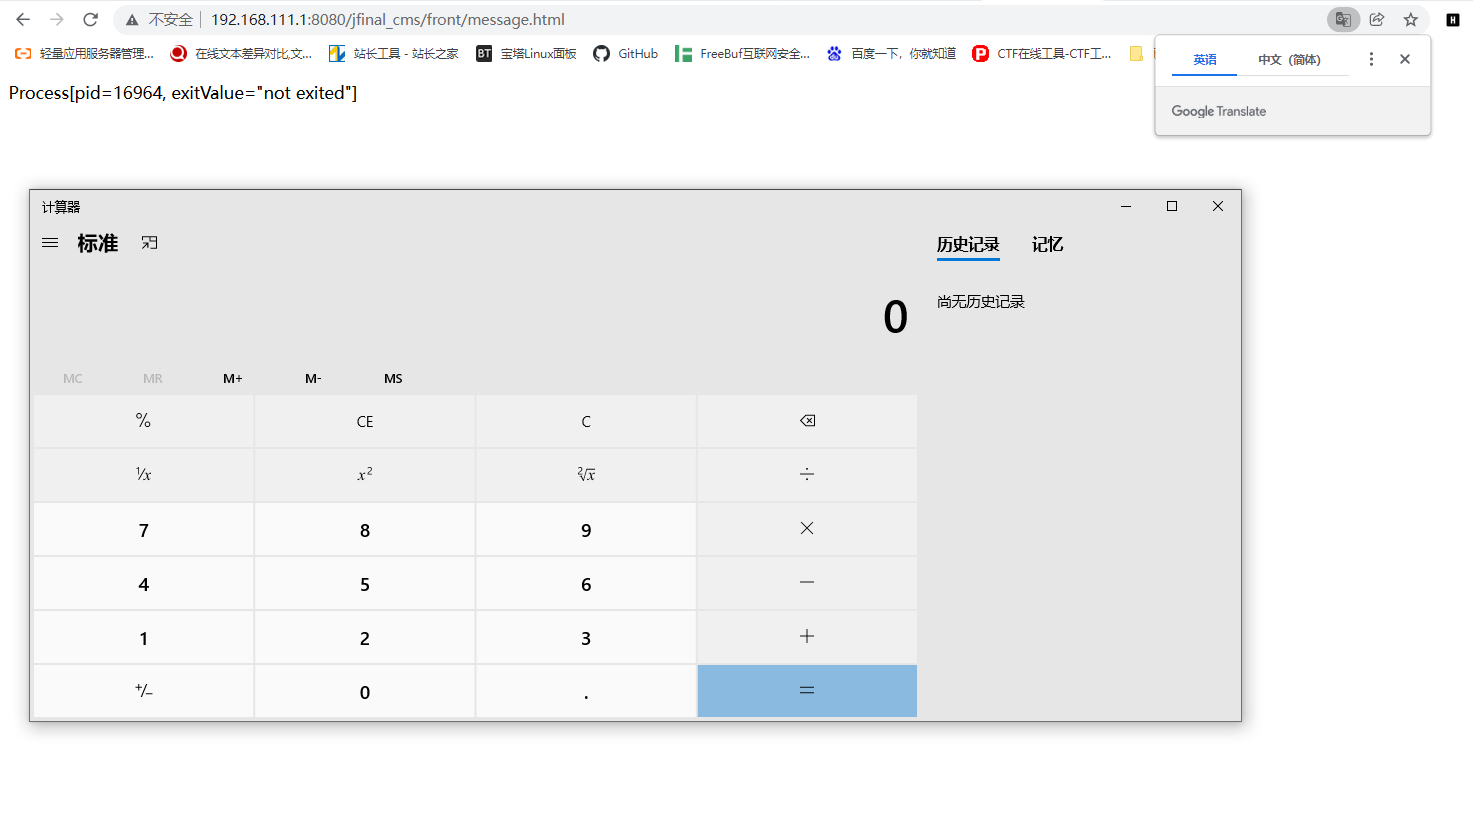 不安全 192.168.111.1:8080/jfinal_cms/front/message.html
轻量应用服务器管理... 在线文本差异对比,文... 站长工具 - 站长之家 BT 宝塔Linux面板 GitHub FreeBuf互联网安全... 百度一下，你就知道 CTF在线工具-CTF工...
英语 中文（简体）
Google Translate
Process[pid=16964, exitValue="not exited"]
计算器
标准
历史记录 记忆
尚无历史记录
0
MC MR M+ M- MS
% CE C
¹/x x² ²√x ÷
7 8 9 ×
4 5 6 −
1 2 3 +
+/− 0 . =